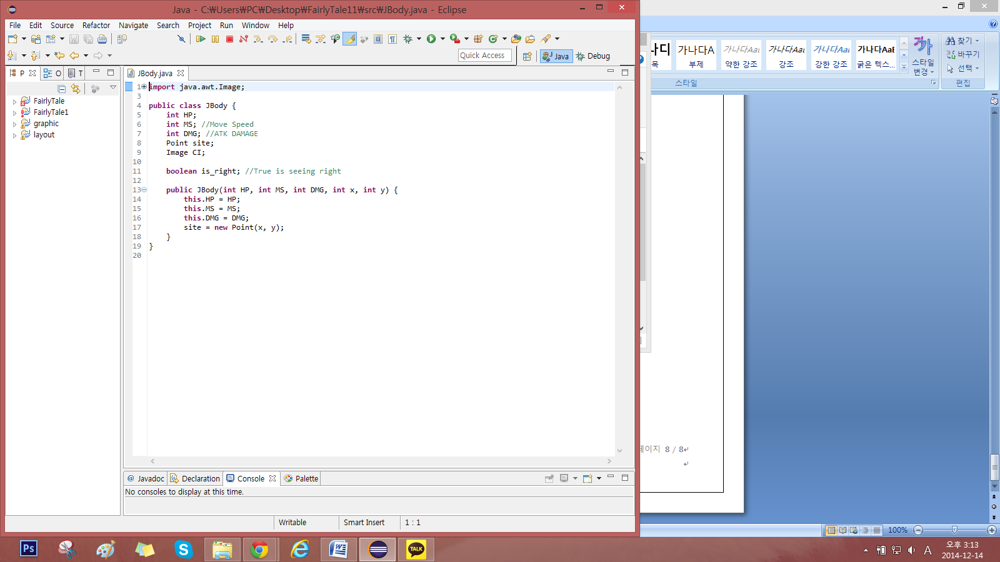 Java - C:₩Users₩PC₩Desktop₩FairlyTale11₩src₩JBody.java - Eclipse
File Edit Source Refactor Navigate Search Project Run Window Help
Quick Access
Java
Debug
P
O
T
FairlyTale
FairlyTale1
graphic
layout
JBody.java
1 import java.awt.Image;
3
4 public class JBody {
5 int HP;
6 int MS; //Move Speed
7 int DMG; //ATK DAMAGE
8 Point site;
9 Image CI;
10
11 boolean is_right; //True is seeing right
12
13 public JBody(int HP, int MS, int DMG, int x, int y) {
14 this.HP = HP;
15 this.MS = MS;
16 this.DMG = DMG;
17 site = new Point(x, y);
18 }
19 }
20
@ Javadoc Declaration Console Palette
No consoles to display at this time.
Writable Smart Insert 1 : 1
가나다A 가나다Aa 가나다Aa 가나다Aa 가나다Aa
목 부제 약한 강조 강조 강한 강조 굵은 텍스...
스타일
변경
찾기
바꾸기
선택
스타일
편집
페이지 8 / 8
100%
Ps
S
W
TALK
A
오후 3:13
2014-12-14